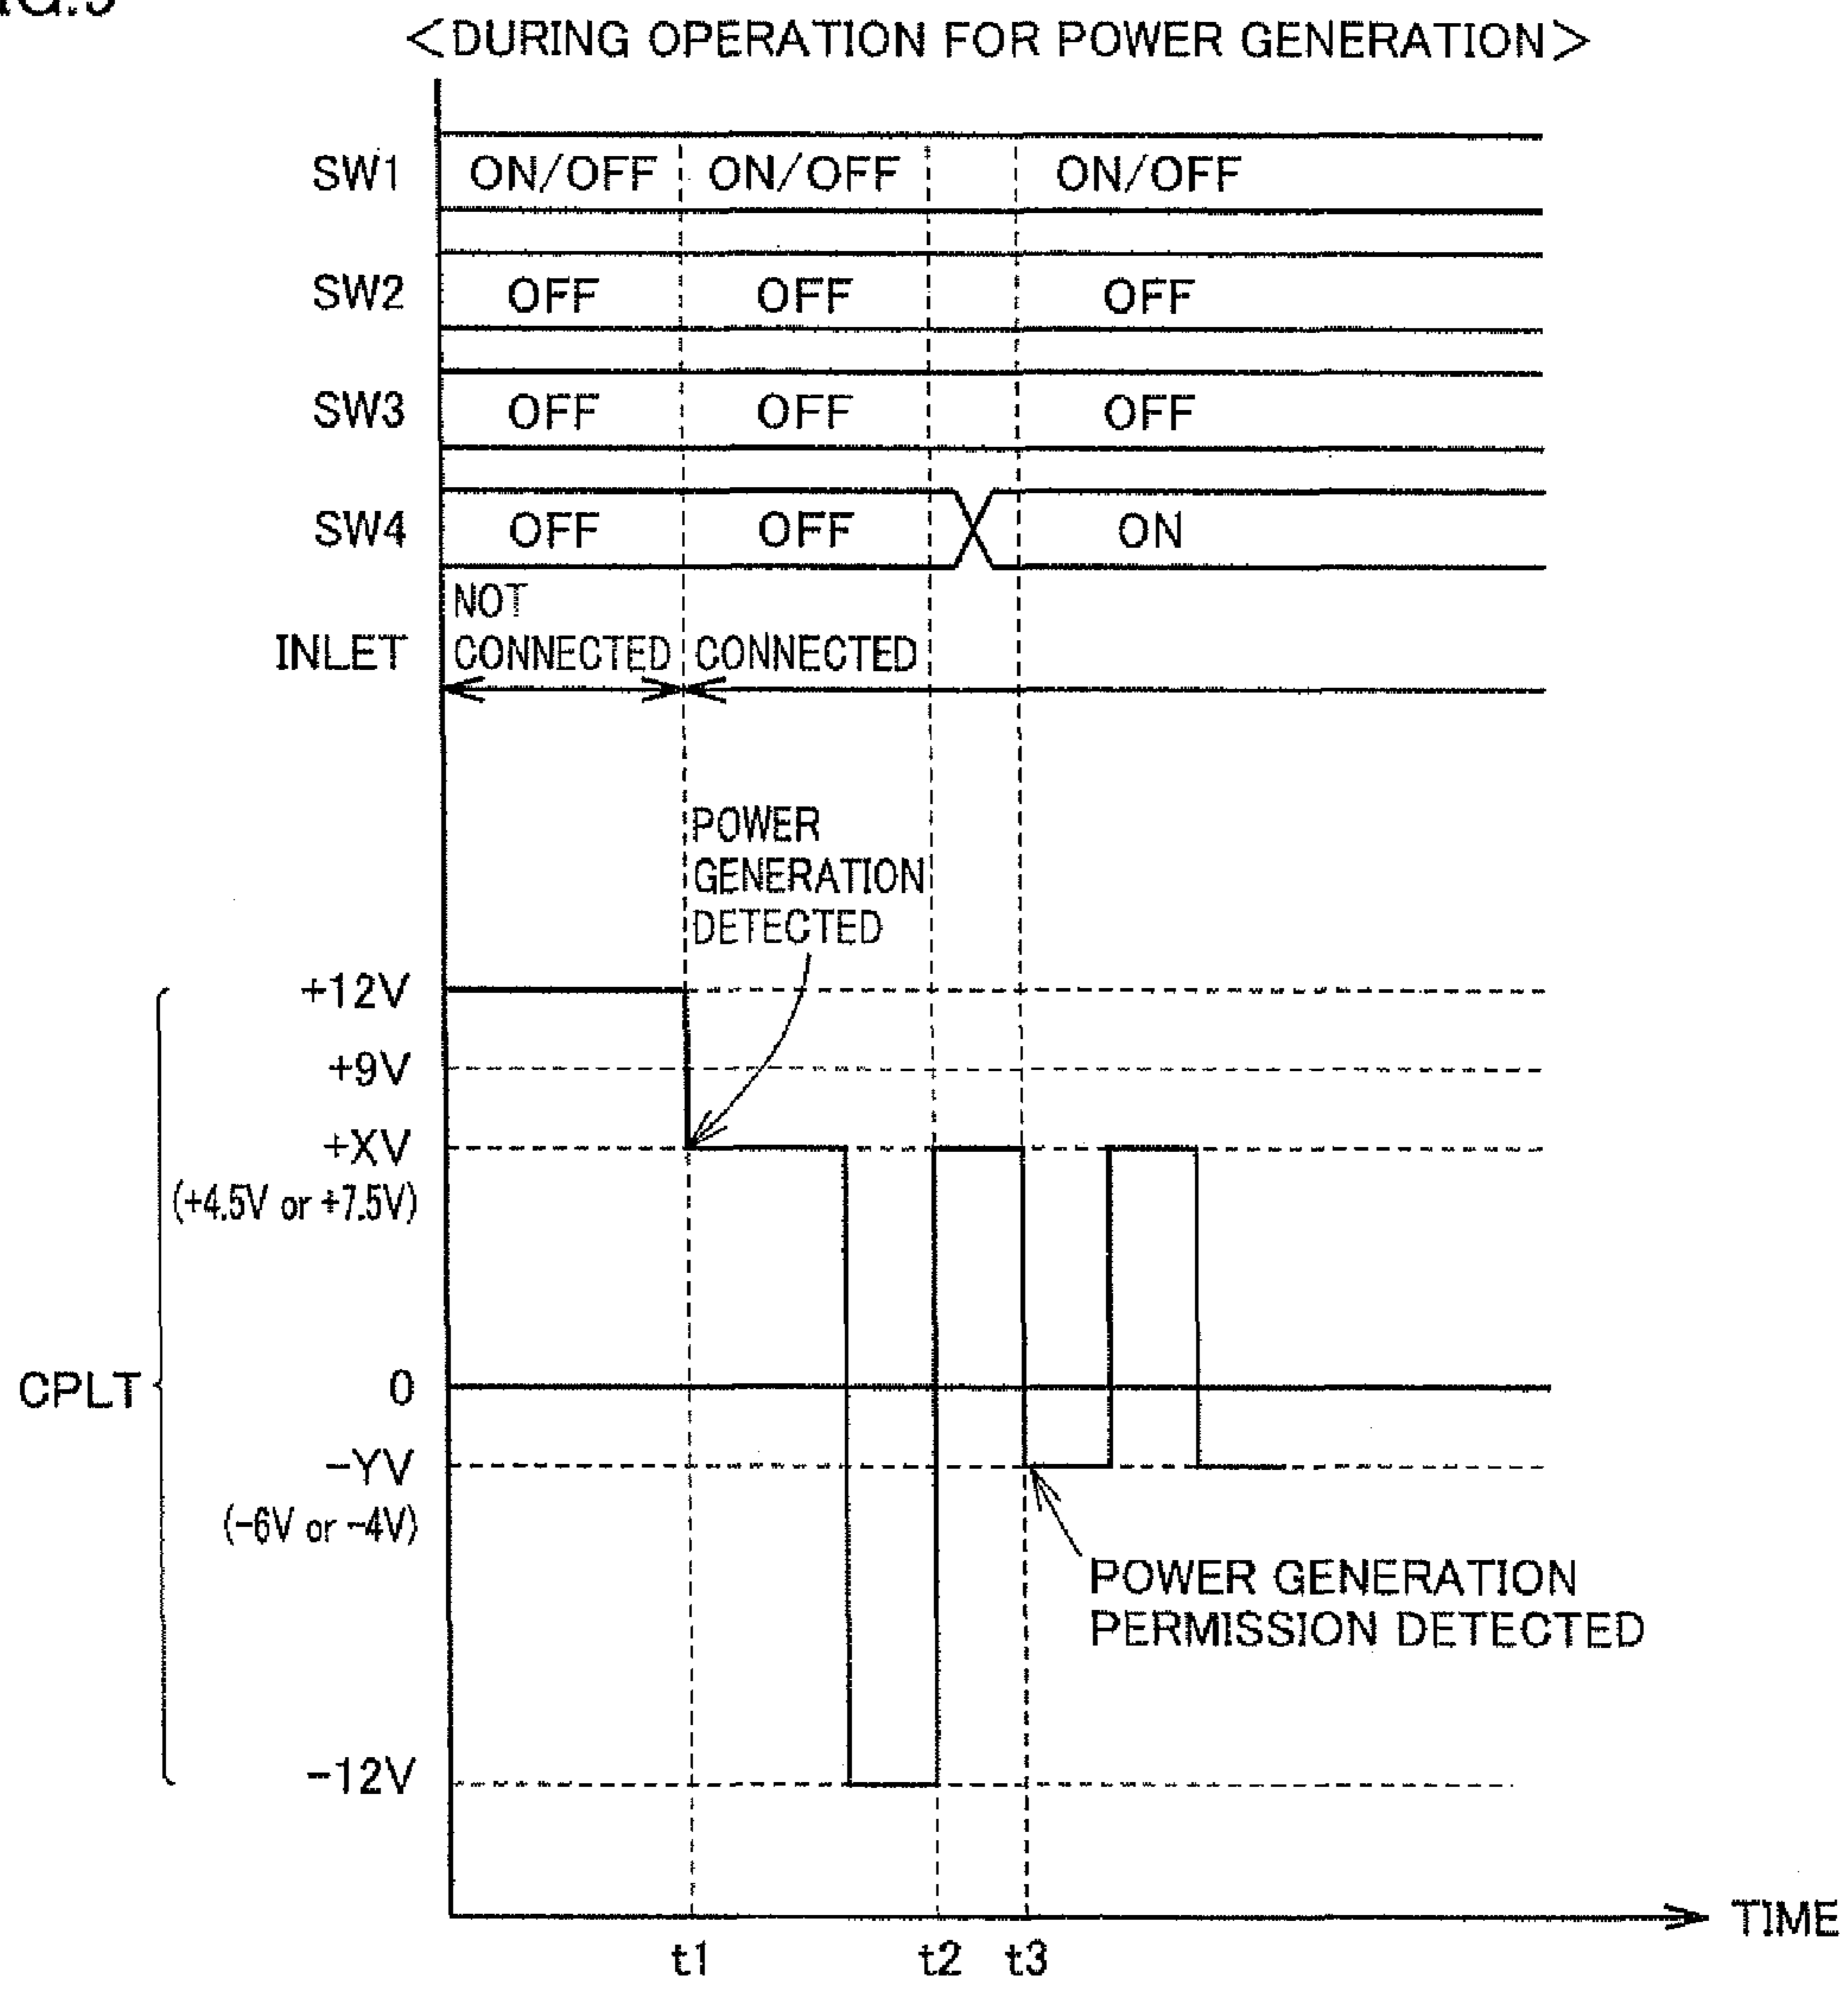 <DURING OPERATION FOR POWER GENERATION>
SW1 ON/OFF ON/OFF ON/OFF
SW2 OFF OFF OFF
SW3 OFF OFF OFF
SW4 OFF OFF ON
NOT
INLET CONNECTED CONNECTED
POWER
GENERATION
DETECTED
+12V
+9V
+XV
(+4.5V or +7.5V)
CPLT 0
-YV
(-6V or -4V)
POWER GENERATION
PERMISSION DETECTED
-12V
TIME
t1 t2 t3